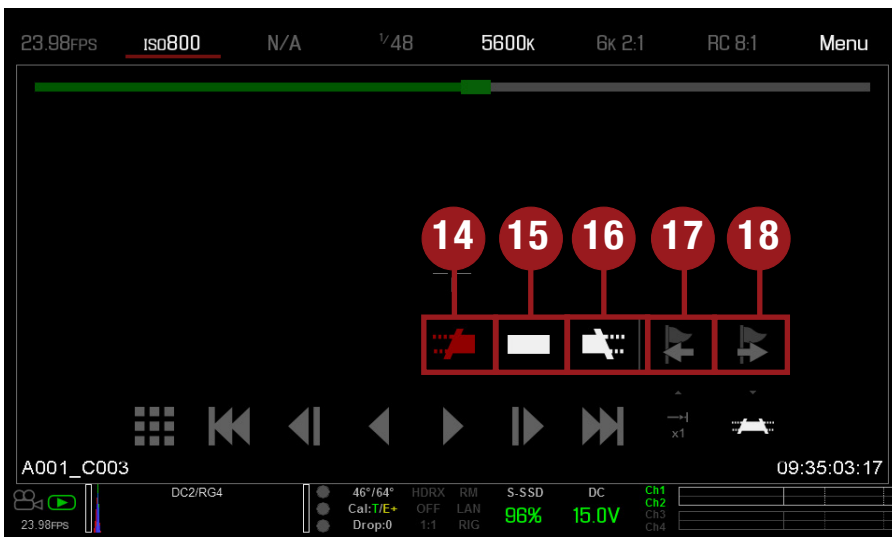 23.98FPS ISO800 N/A 1/48 5600K 6K 2:1 RC 8:1 Menu
14 15 16 17 18
x1
A001_C003 09:35:03:17
DC2/RG4 46°/64° HDRX RM S-SSD DC Ch1
Cal:T/E+ OFF LAN 96% 15.0V Ch2
23.98FPS Drop:0 1:1 RIG Ch3
Ch4